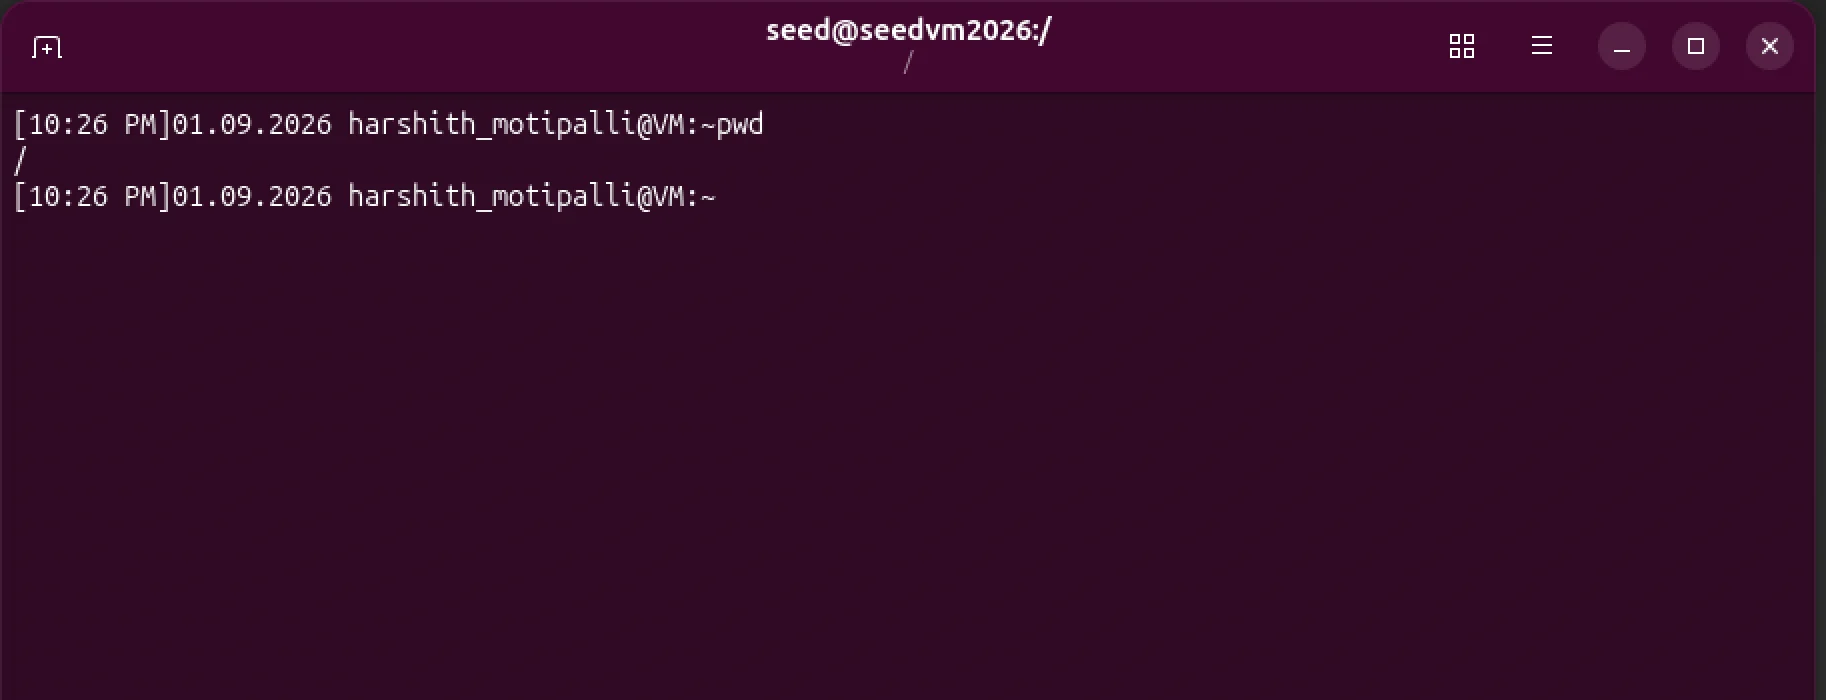 seed@seedvm2026:/
/
[10:26 PM]01.09.2026 harshith_motipalli@VM:~pwd
/
[10:26 PM]01.09.2026 harshith_motipalli@VM:~